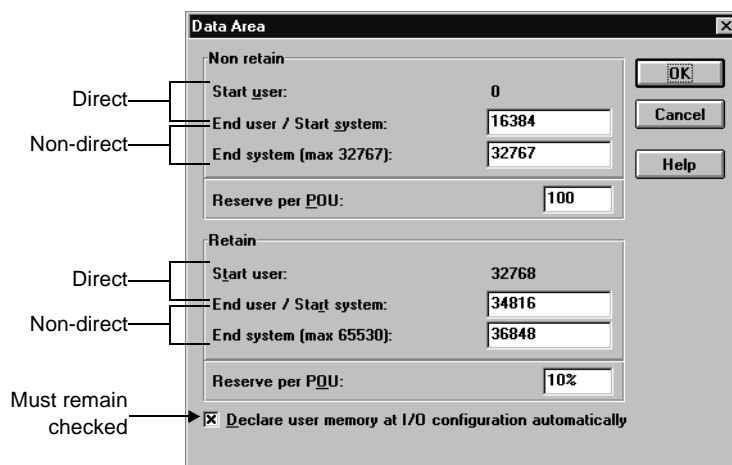 Data Area
Non retain
Start user: 0
End user / Start system: 16384
End system (max 32767): 32767
Reserve per POU: 100
Retain
Start user: 32768
End user / Start system: 34816
End system (max 65530): 36848
Reserve per POU: 10%
Declare user memory at I/O configuration automatically
OK
Cancel
Help
Direct
Non-direct
Direct
Non-direct
Must remain
checked